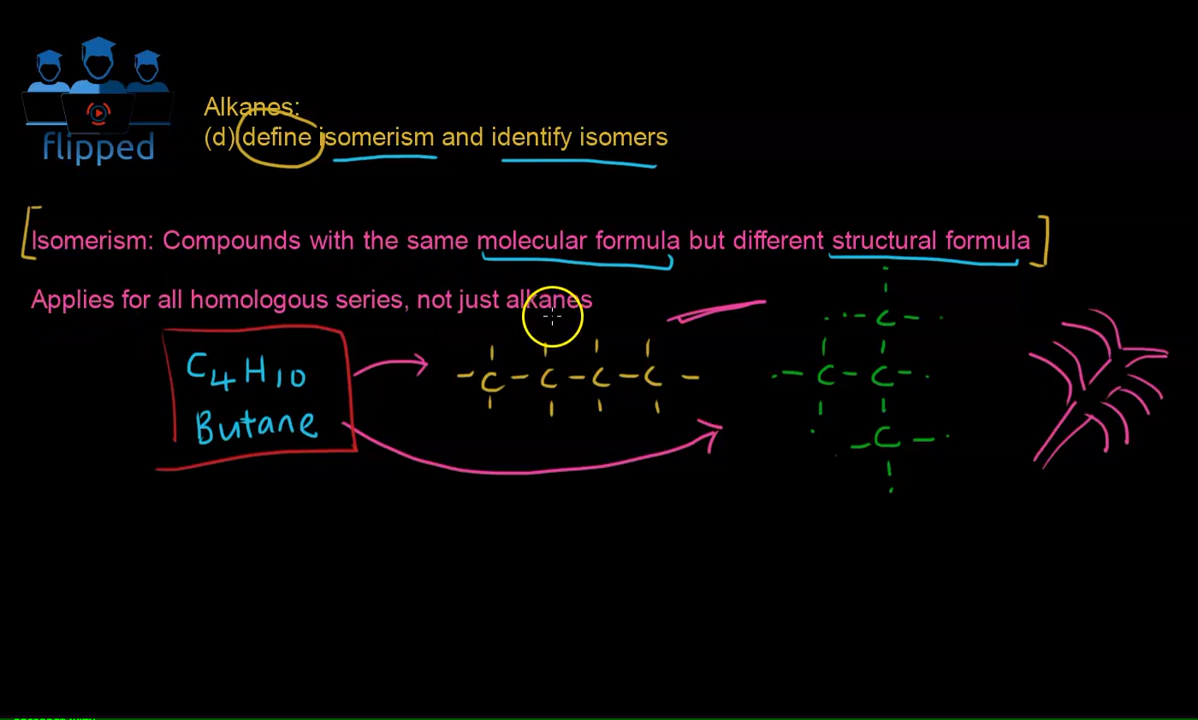 Alkanes:
(d) define isomerism and identify isomers
flipped
Isomerism: Compounds with the same molecular formula but different structural formula
Applies for all homologous series, not just alkanes
C4H10
Butane
-C-C-C-C-
C
C-C-
-C-